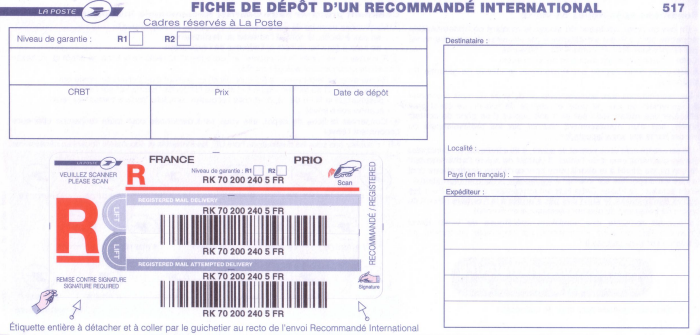 LA POSTE
FICHE DE DÉPÔT D'UN RECOMMANDÉ INTERNATIONAL
517
Cadres réservés à La Poste
Niveau de garantie : R1 R2
CRBT Prix Date de dépôt
Destinataire :
Localité :
Pays (en français) :
Expéditeur :
LA POSTE
VEUILLEZ SCANNER
PLEASE SCAN
R
FRANCE PRIO
Niveau de garantie : R1 R2
RK 70 200 240 5 FR
Scan
R
LIFT
LIFT
REGISTERED MAIL DELIVERY
RK 70 200 240 5 FR
RK 70 200 240 5 FR
REGISTERED MAIL ATTEMPTED DELIVERY
RK 70 200 240 5 FR
RK 70 200 240 5 FR
RECOMMANDÉ / REGISTERED
REMISE CONTRE SIGNATURE
SIGNATURE REQUIRED
Signature
Étiquette entière à détacher et à coller par le guichetier au recto de l'envoi Recommandé International